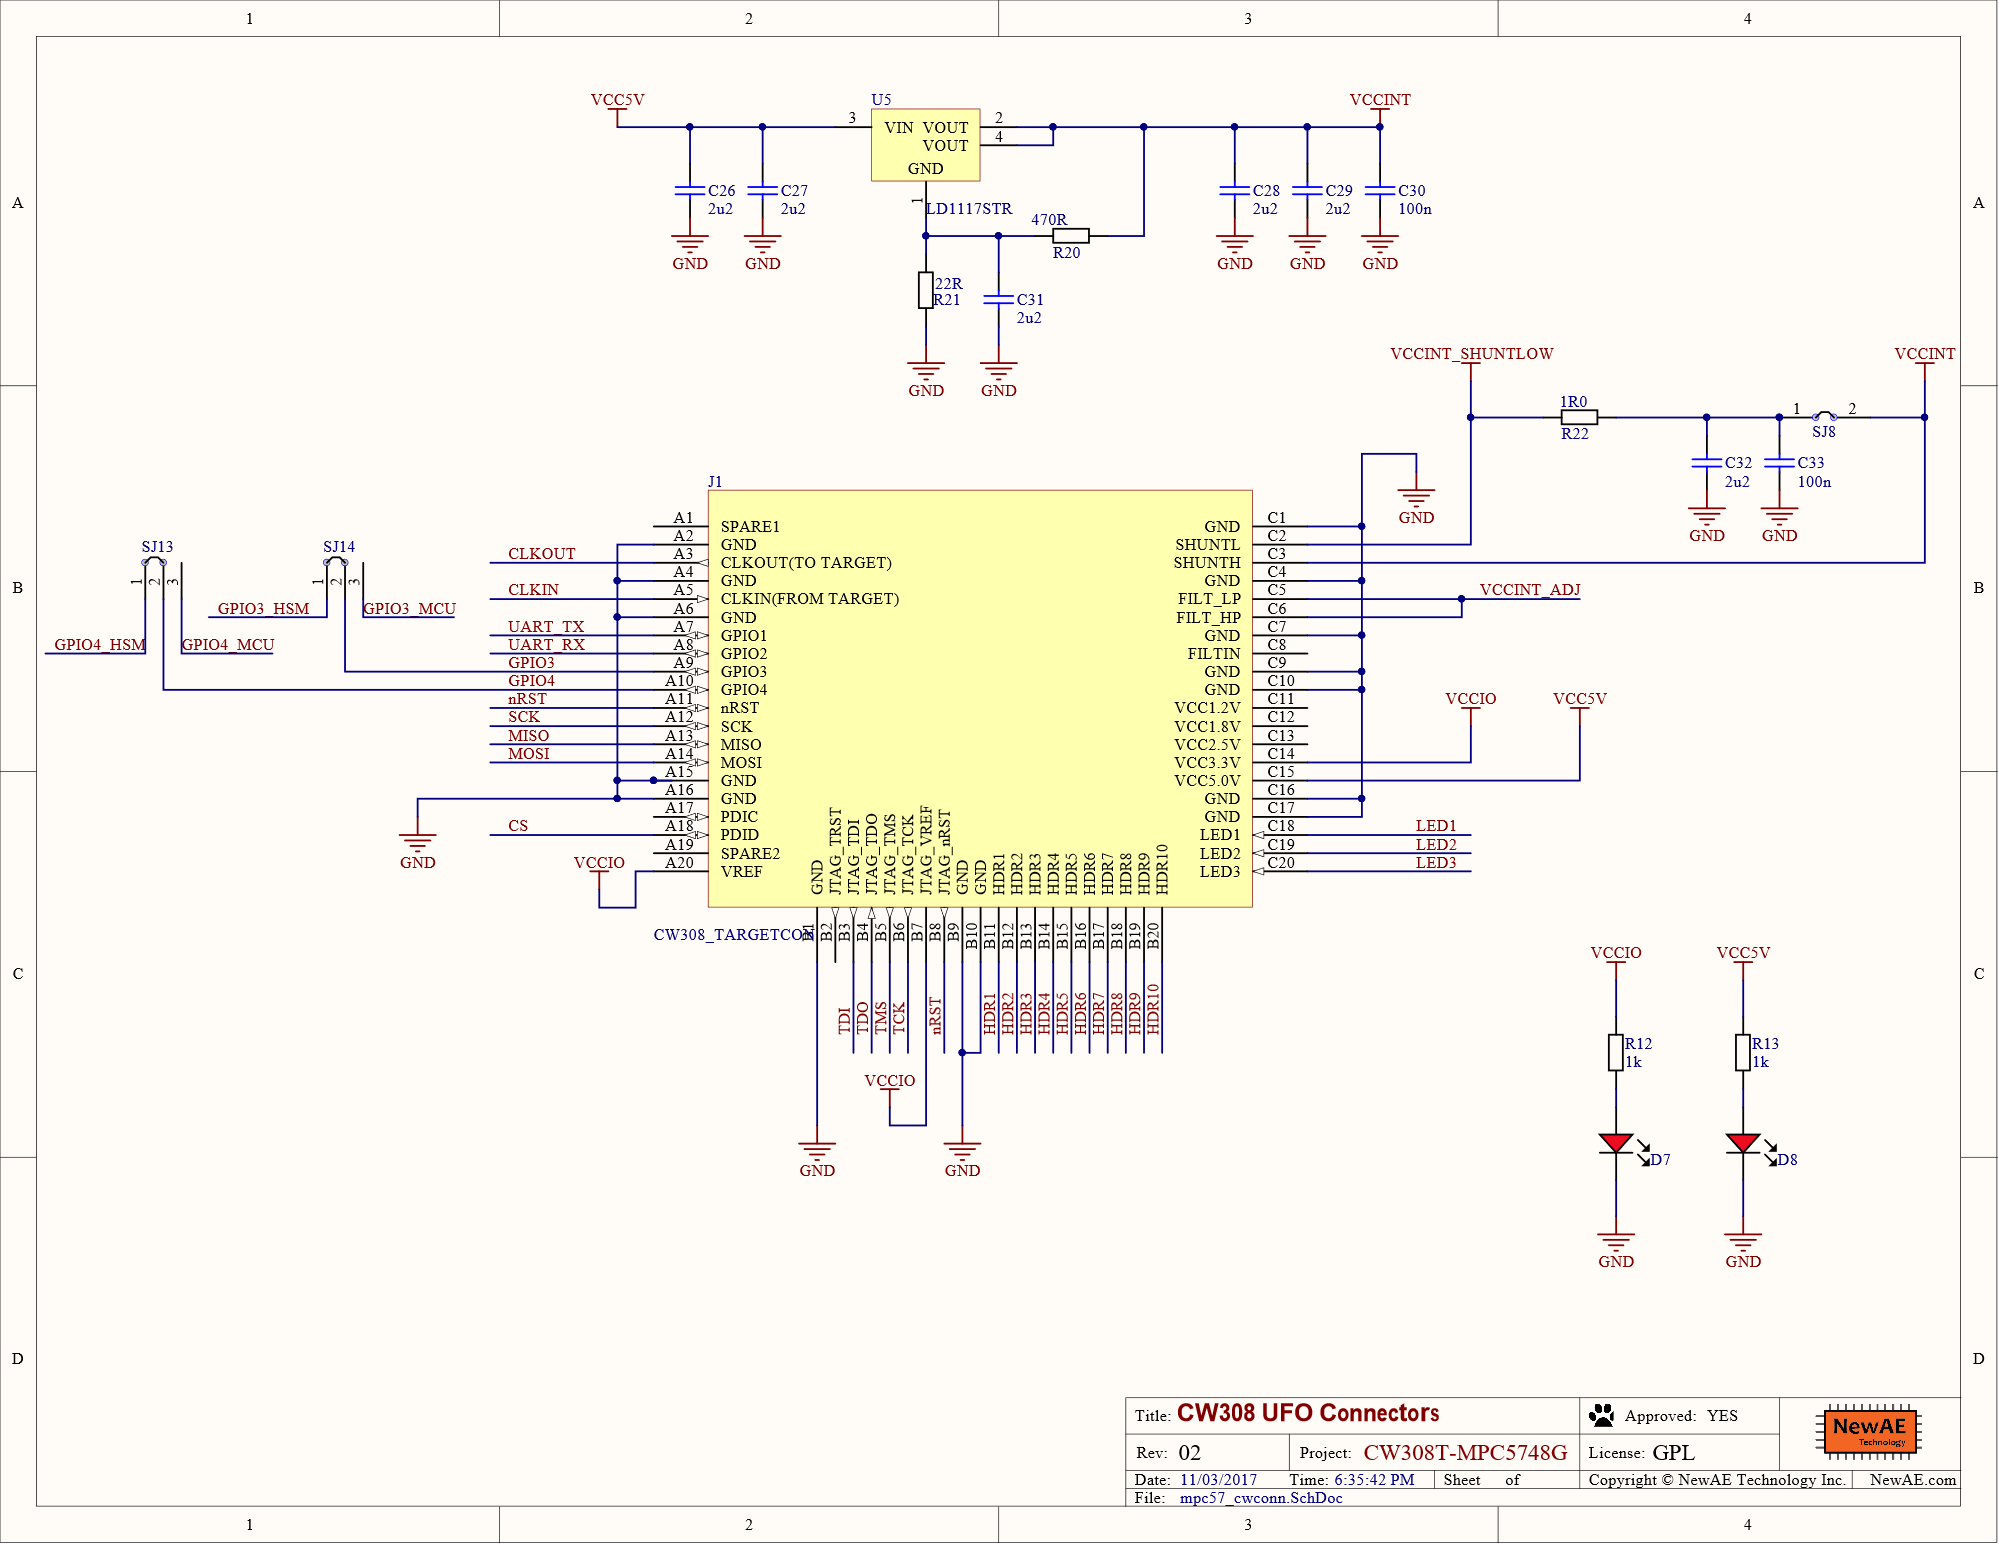 1 2 3 4
A
B
C
D
A
B
C
D
VCC5V
U5
VCCINT
3
VIN VOUT
VOUT
GND
2
4
1
LD1117STR
C26
2u2
C27
2u2
GND
GND
470R
R20
22R
R21
C31
2u2
GND
GND
C28
2u2
C29
2u2
C30
100n
GND
GND
GND
VCCINT_SHUNTLOW
VCCINT
1R0
R22
1 2
SJ8
C32
2u2
C33
100n
GND
GND
GND
SJ13
1
2
3
GPIO4_HSM
GPIO4_MCU
SJ14
1
2
3
GPIO3_HSM
GPIO3_MCU
J1
A1 SPARE1
A2 GND
CLKOUT A3 CLKOUT(TO TARGET)
A4 GND
CLKIN A5 CLKIN(FROM TARGET)
A6 GND
UART_TX A7 GPIO1
UART_RX A8 GPIO2
GPIO3 A9 GPIO3
GPIO4 A10 GPIO4
nRST A11 nRST
SCK A12 SCK
MISO A13 MISO
MOSI A14 MOSI
A15 GND
A16 GND
A17 PDIC
CS A18 PDID
A19 SPARE2
A20 VREF
GND
VCCIO
GND C1
SHUNTL C2
SHUNTH C3
GND C4
FILT_LP C5 VCCINT_ADJ
FILT_HP C6
GND C7
FILTIN C8
GND C9
GND C10
VCC1.2V C11
VCC1.8V C12
VCC2.5V C13
VCC3.3V C14
VCC5.0V C15
GND C16
GND C17
LED1 C18 LED1
LED2 C19 LED2
LED3 C20 LED3
VCCIO
VCC5V
GND
JTAG_TRST
JTAG_TDI
JTAG_TDO
JTAG_TMS
JTAG_TCK
JTAG_VREF
JTAG_nRST
GND
GND
HDR1
HDR2
HDR3
HDR4
HDR5
HDR6
HDR7
HDR8
HDR9
HDR10
CW308_TARGETCON
B1
B2
B3
B4
B5
B6
B7
B8
B9
B10
B11
B12
B13
B14
B15
B16
B17
B18
B19
B20
TDI
TDO
TMS
TCK
nRST
HDR1
HDR2
HDR3
HDR4
HDR5
HDR6
HDR7
HDR8
HDR9
HDR10
VCCIO
GND
GND
VCCIO
R12
1k
D7
GND
VCC5V
R13
1k
D8
GND
Title: CW308 UFO Connectors
Approved: YES
Rev: 02
Project: CW308T-MPC5748G
License: GPL
NewAE
Technology
Date: 11/03/2017
Time: 6:35:42 PM
Sheet of
Copyright © NewAE Technology Inc.
NewAE.com
File: mpc57_cwconn.SchDoc
1 2 3 4